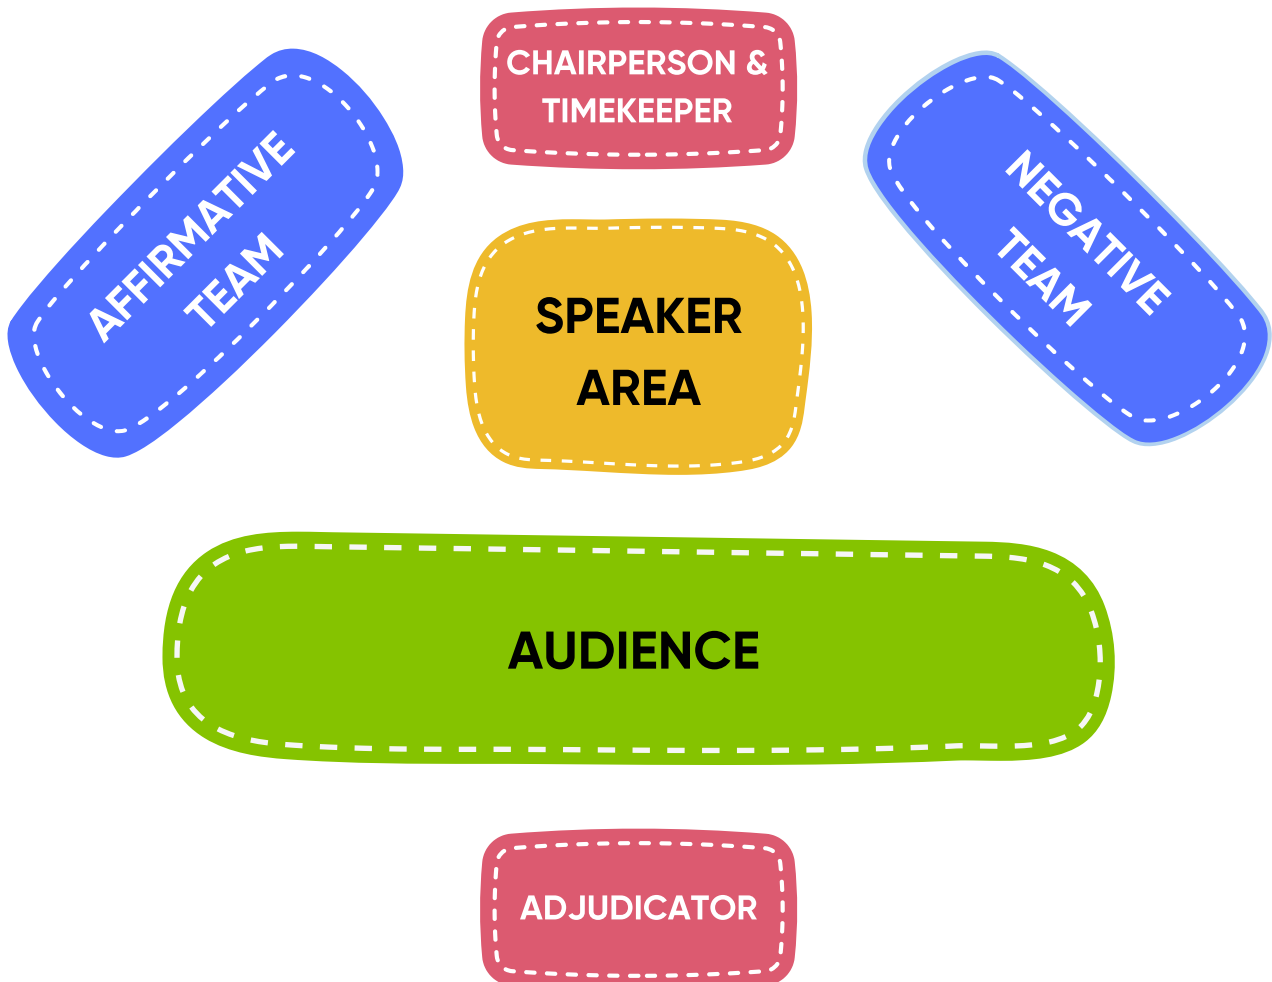 CHAIRPERSON &
TIMEKEEPER
AFFIRMATIVE
TEAM
NEGATIVE
TEAM
SPEAKER
AREA
AUDIENCE
ADJUDICATOR